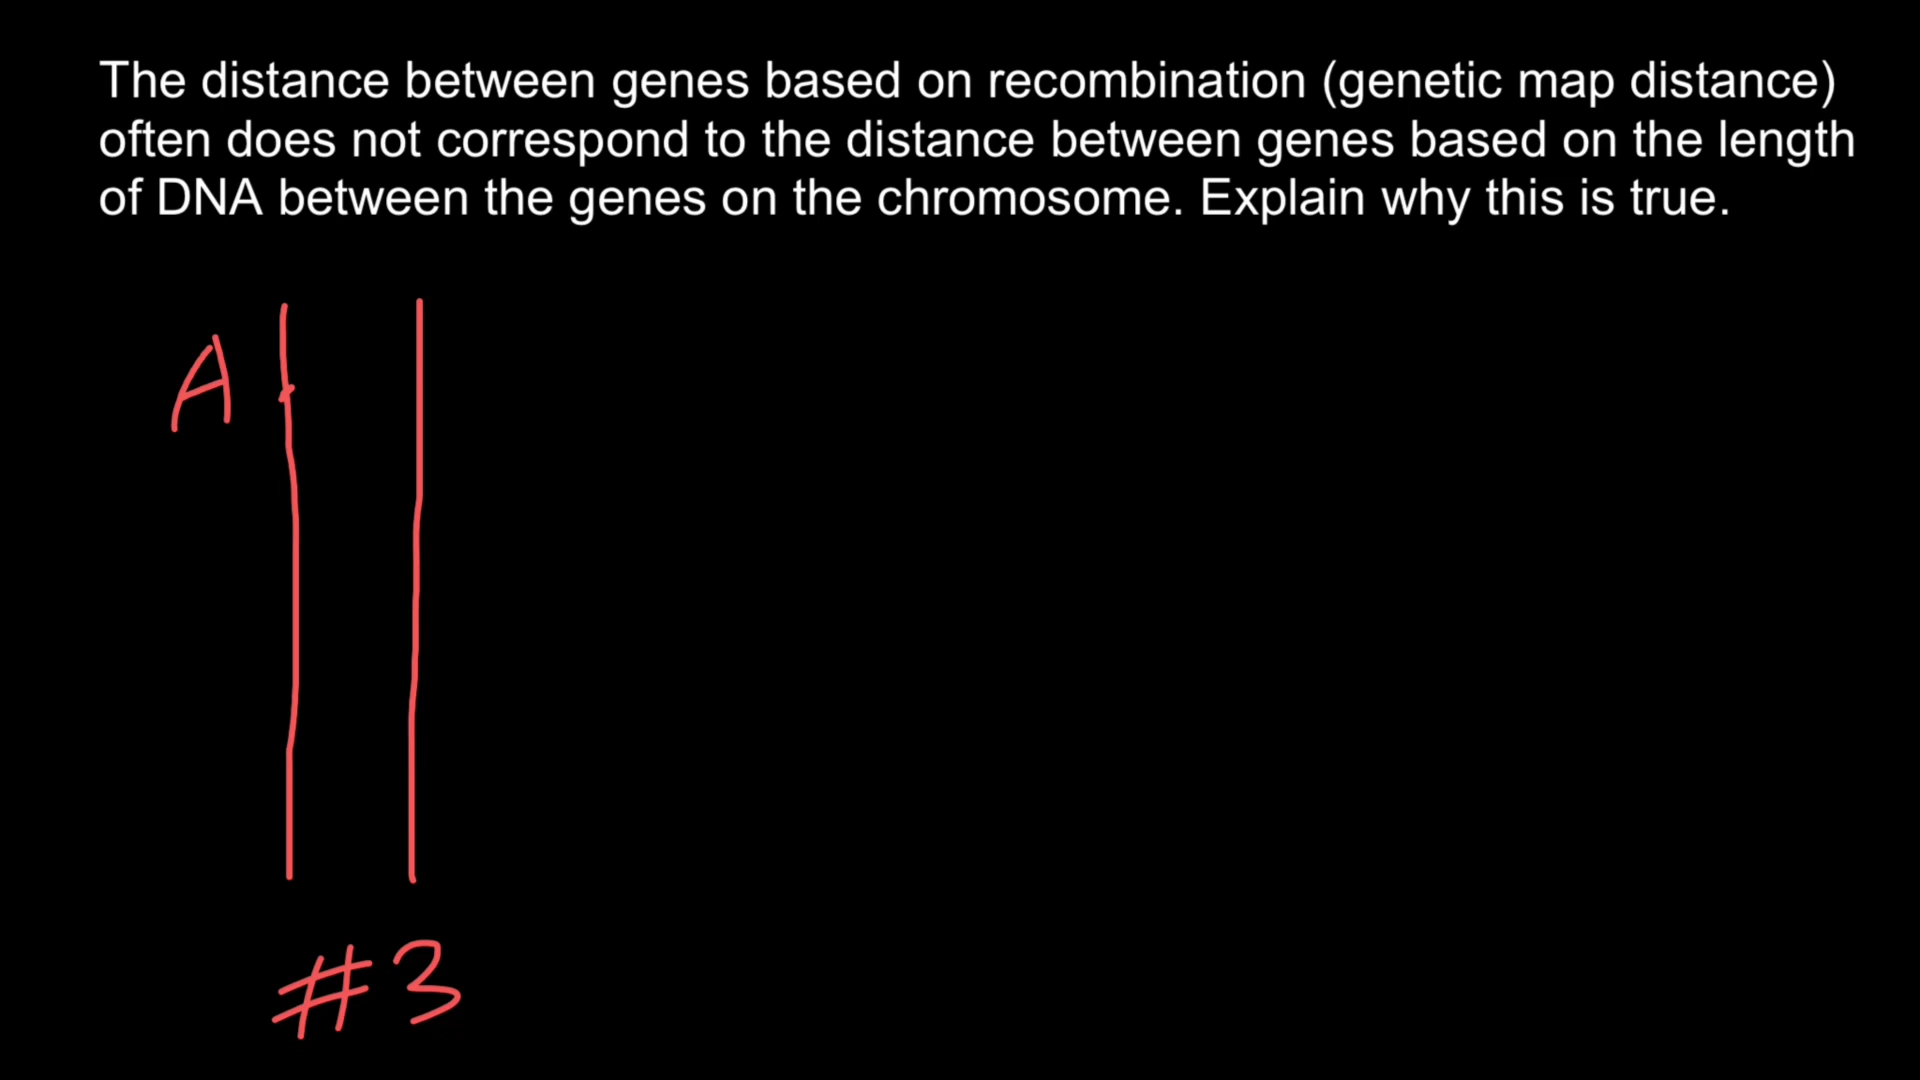 The distance between genes based on recombination (genetic map distance)
often does not correspond to the distance between genes based on the length
of DNA between the genes on the chromosome. Explain why this is true.
A
#3